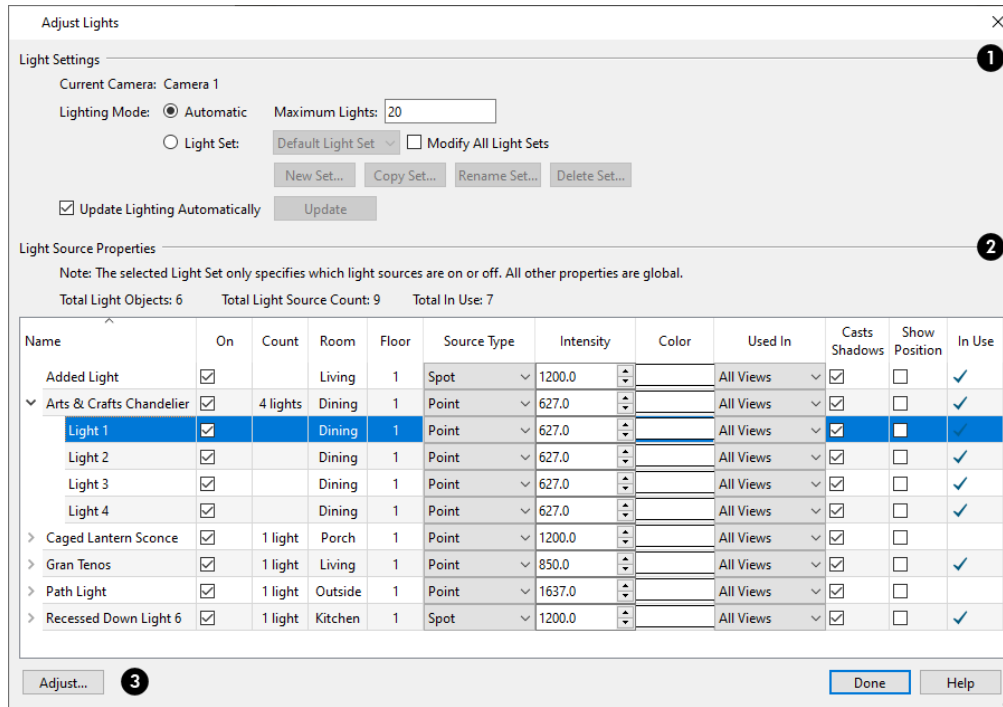 Adjust Lights
Light Settings 1
Current Camera: Camera 1
Lighting Mode: Automatic Maximum Lights: 20
Light Set: Default Light Set Modify All Light Sets
New Set... Copy Set... Rename Set... Delete Set...
Update Lighting Automatically Update
Light Source Properties 2
Note: The selected Light Set only specifies which light sources are on or off. All other properties are global.
Total Light Objects: 6 Total Light Source Count: 9 Total In Use: 7
Name On Count Room Floor Source Type Intensity Color Used In Casts Shadows Show Position In Use
Added Light Living 1 Spot 1200.0 All Views
Arts & Crafts Chandelier 4 lights Dining 1 Point 627.0 All Views
Light 1 Dining 1 Point 627.0 All Views
Light 2 Dining 1 Point 627.0 All Views
Light 3 Dining 1 Point 627.0 All Views
Light 4 Dining 1 Point 627.0 All Views
Caged Lantern Sconce 1 light Porch 1 Point 1200.0 All Views
Gran Tenos 1 light Living 1 Point 850.0 All Views
Path Light 1 light Outside 1 Point 1637.0 All Views
Recessed Down Light 6 1 light Kitchen 1 Spot 1200.0 All Views
Adjust... 3 Done Help